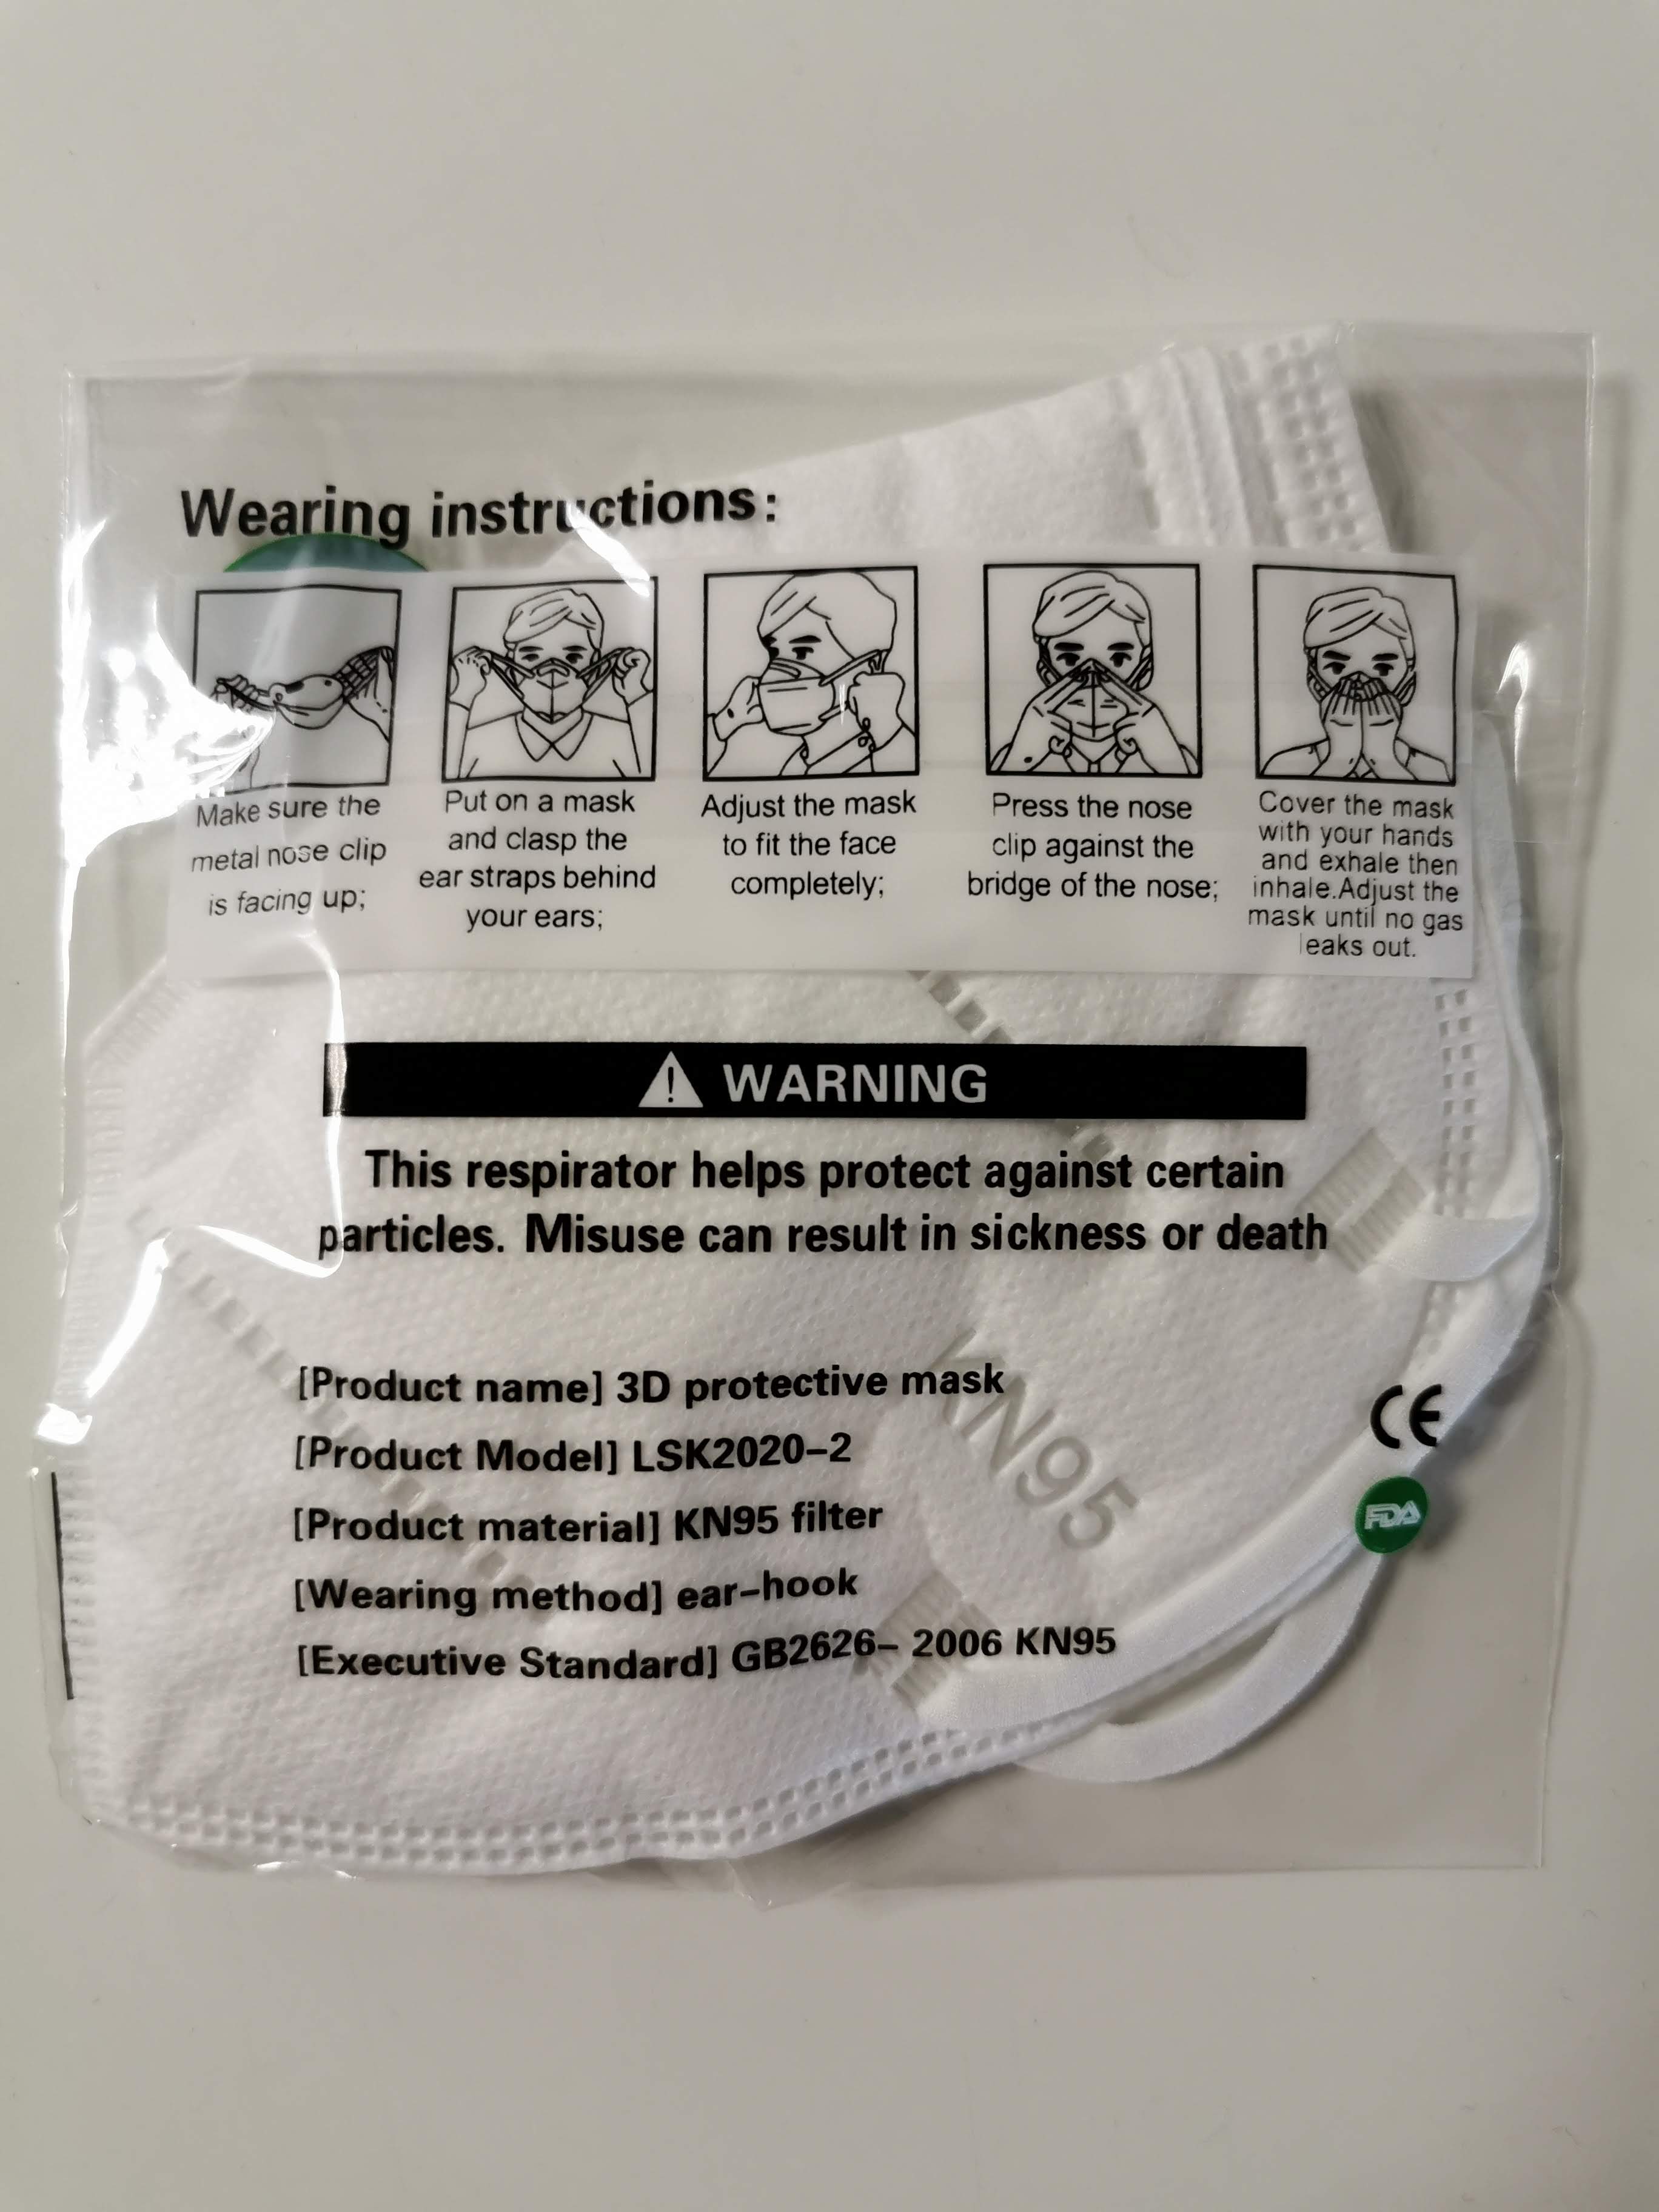 Wearing instructions:
Make sure the
metal nose clip
is facing up;
Put on a mask
and clasp the
ear straps behind
your ears;
Adjust the mask
to fit the face
completely;
Press the nose
clip against the
bridge of the nose;
Cover the mask
with your hands
and exhale then
inhale.Adjust the
mask until no gas
leaks out.
WARNING
This respirator helps protect against certain
particles. Misuse can result in sickness or death
[Product name] 3D protective mask
[Product Model] LSK2020-2
[Product material] KN95 filter
[Wearing method] ear-hook
[Executive Standard] GB2626- 2006 KN95
KN95
CE
FDA